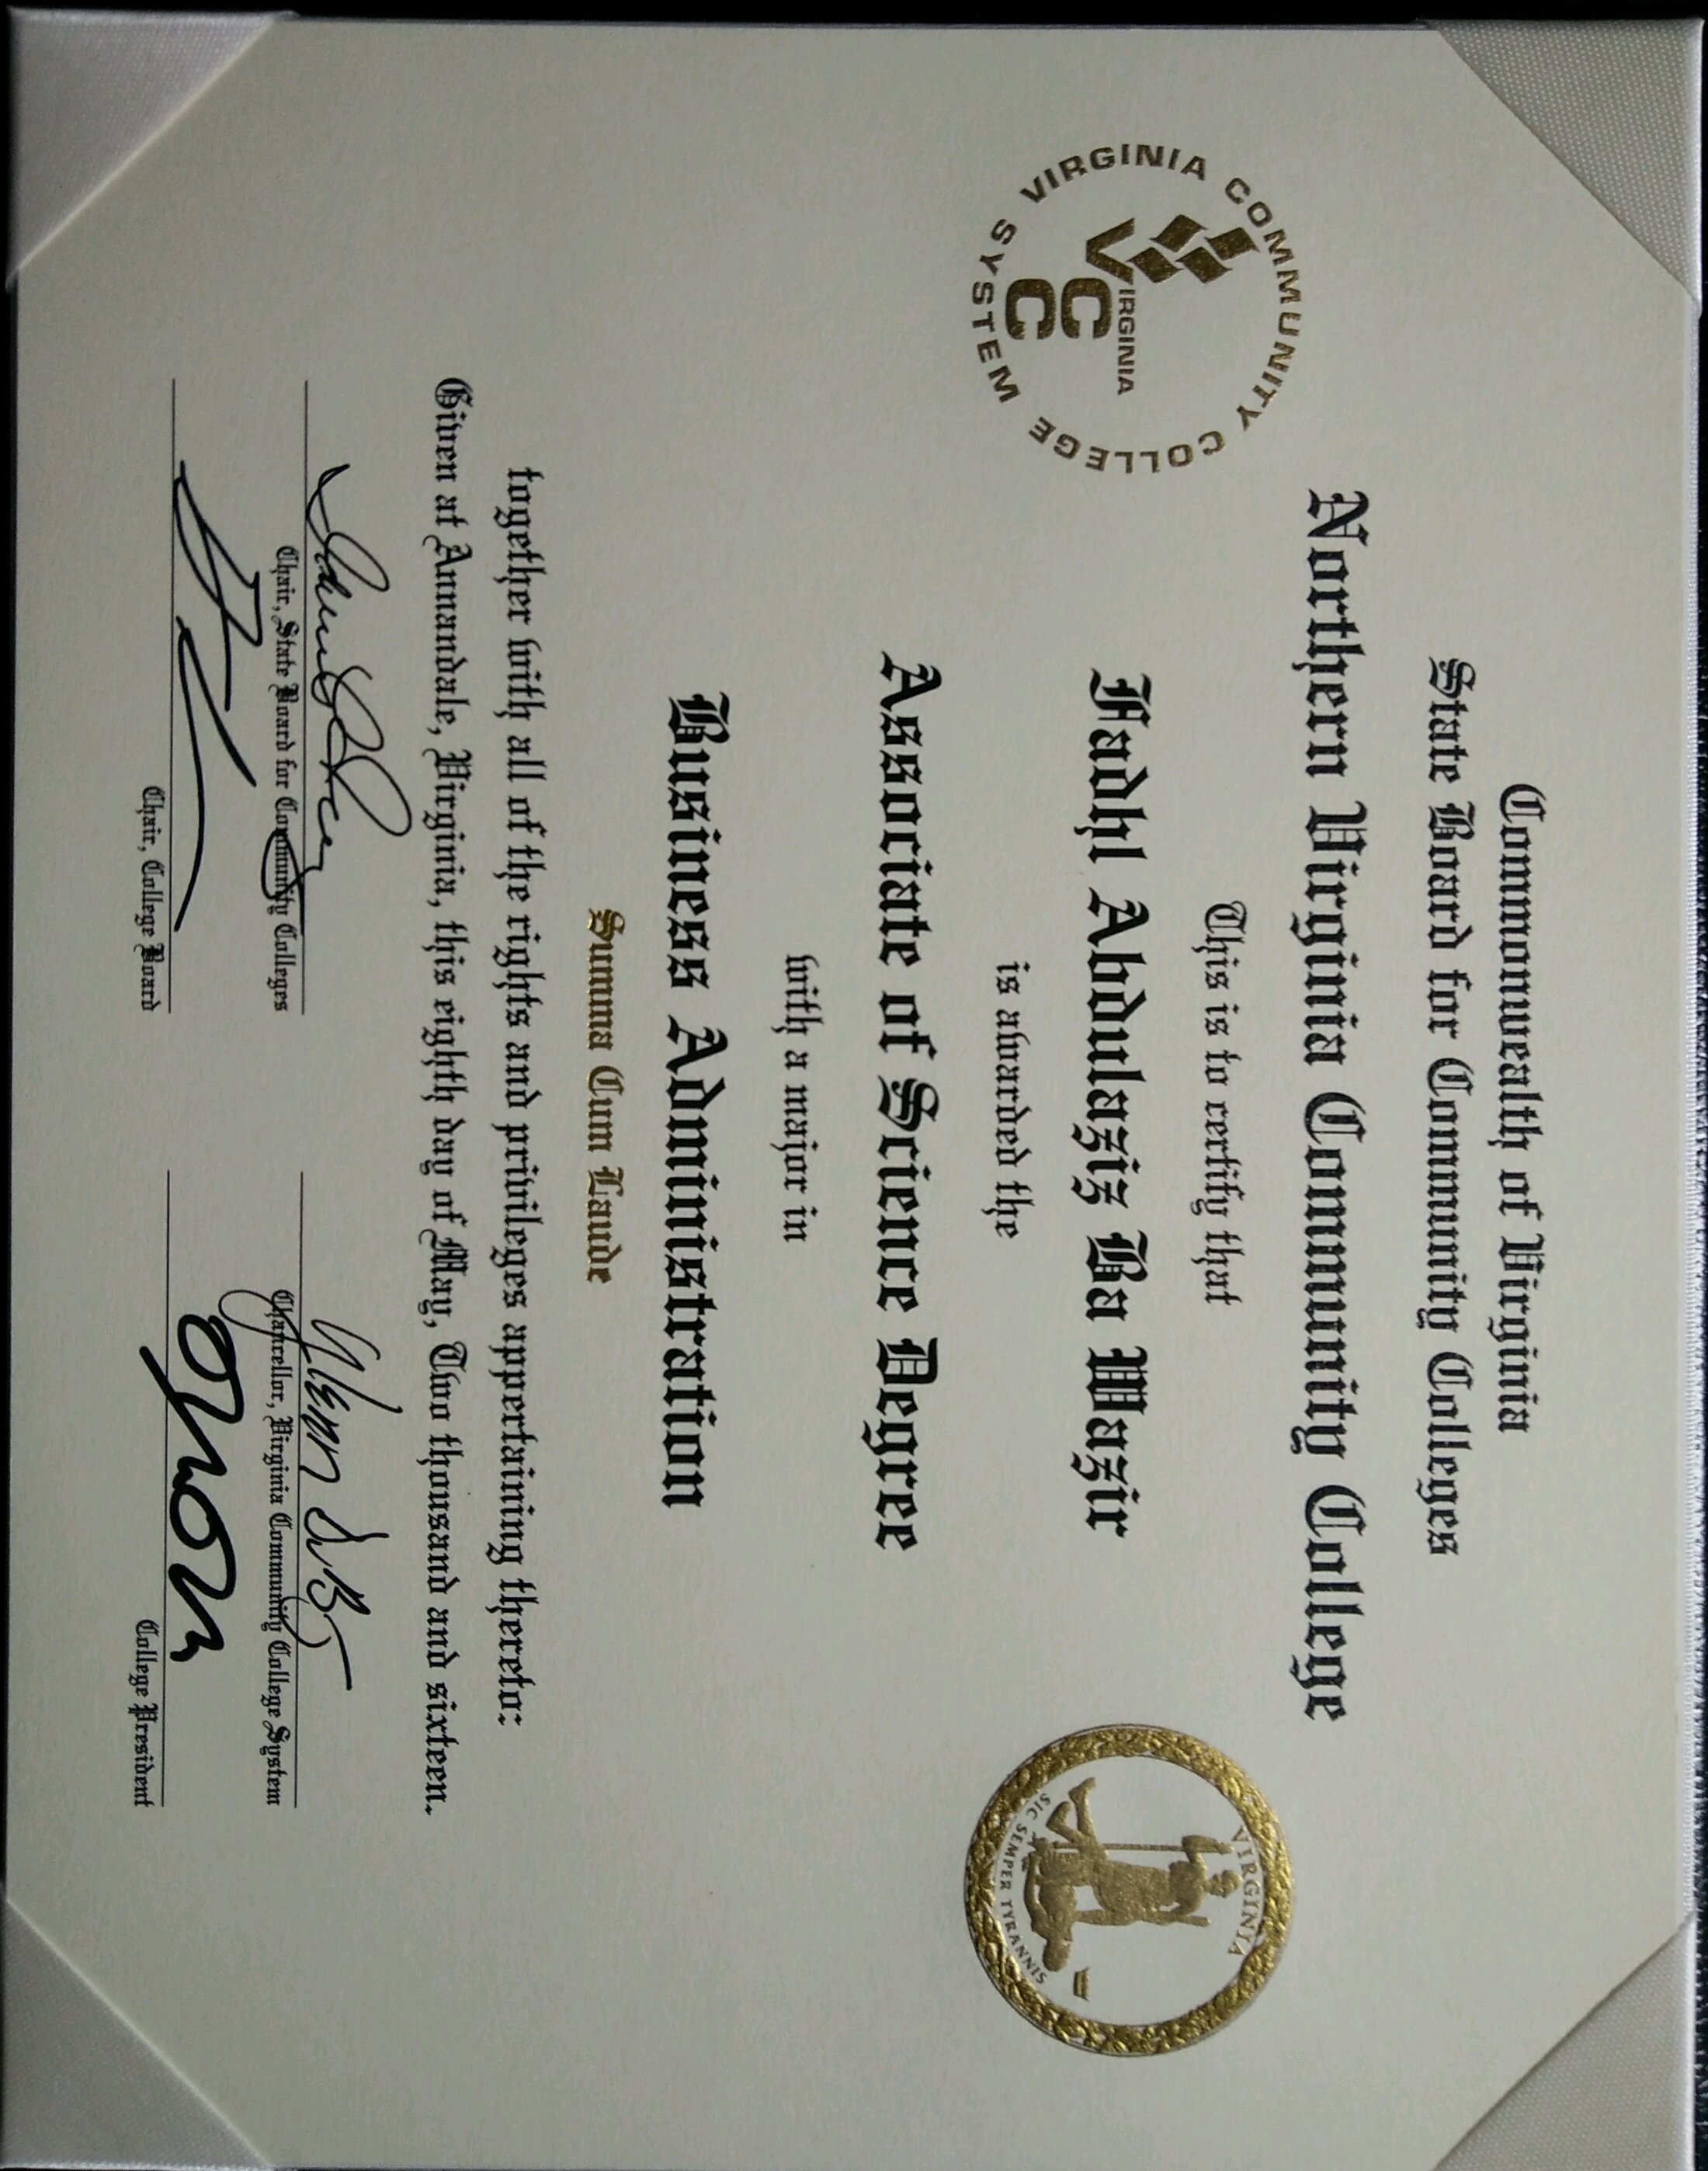 Commonwealth of Virginia
State Board for Community Colleges
Northern Virginia Community College
VIRGINIA COMMUNITY COLLEGE SYSTEM
VIRGINIA
C
C
VIRGINIA
SIC SEMPER TYRANNIS
This is to certify that
Fadhl Abdulaziz Ba Wazir
is awarded the
Associate of Science Degree
with a major in
Business Administration
Summa Cum Laude
together with all of the rights and privileges appertaining thereto:
Given at Annandale, Virginia, this eighth day of May, Two thousand and sixteen.
Glenn DuBois
Chair, State Board for Community Colleges
Chancellor, Virginia Community College System
Chair, College Board
College President